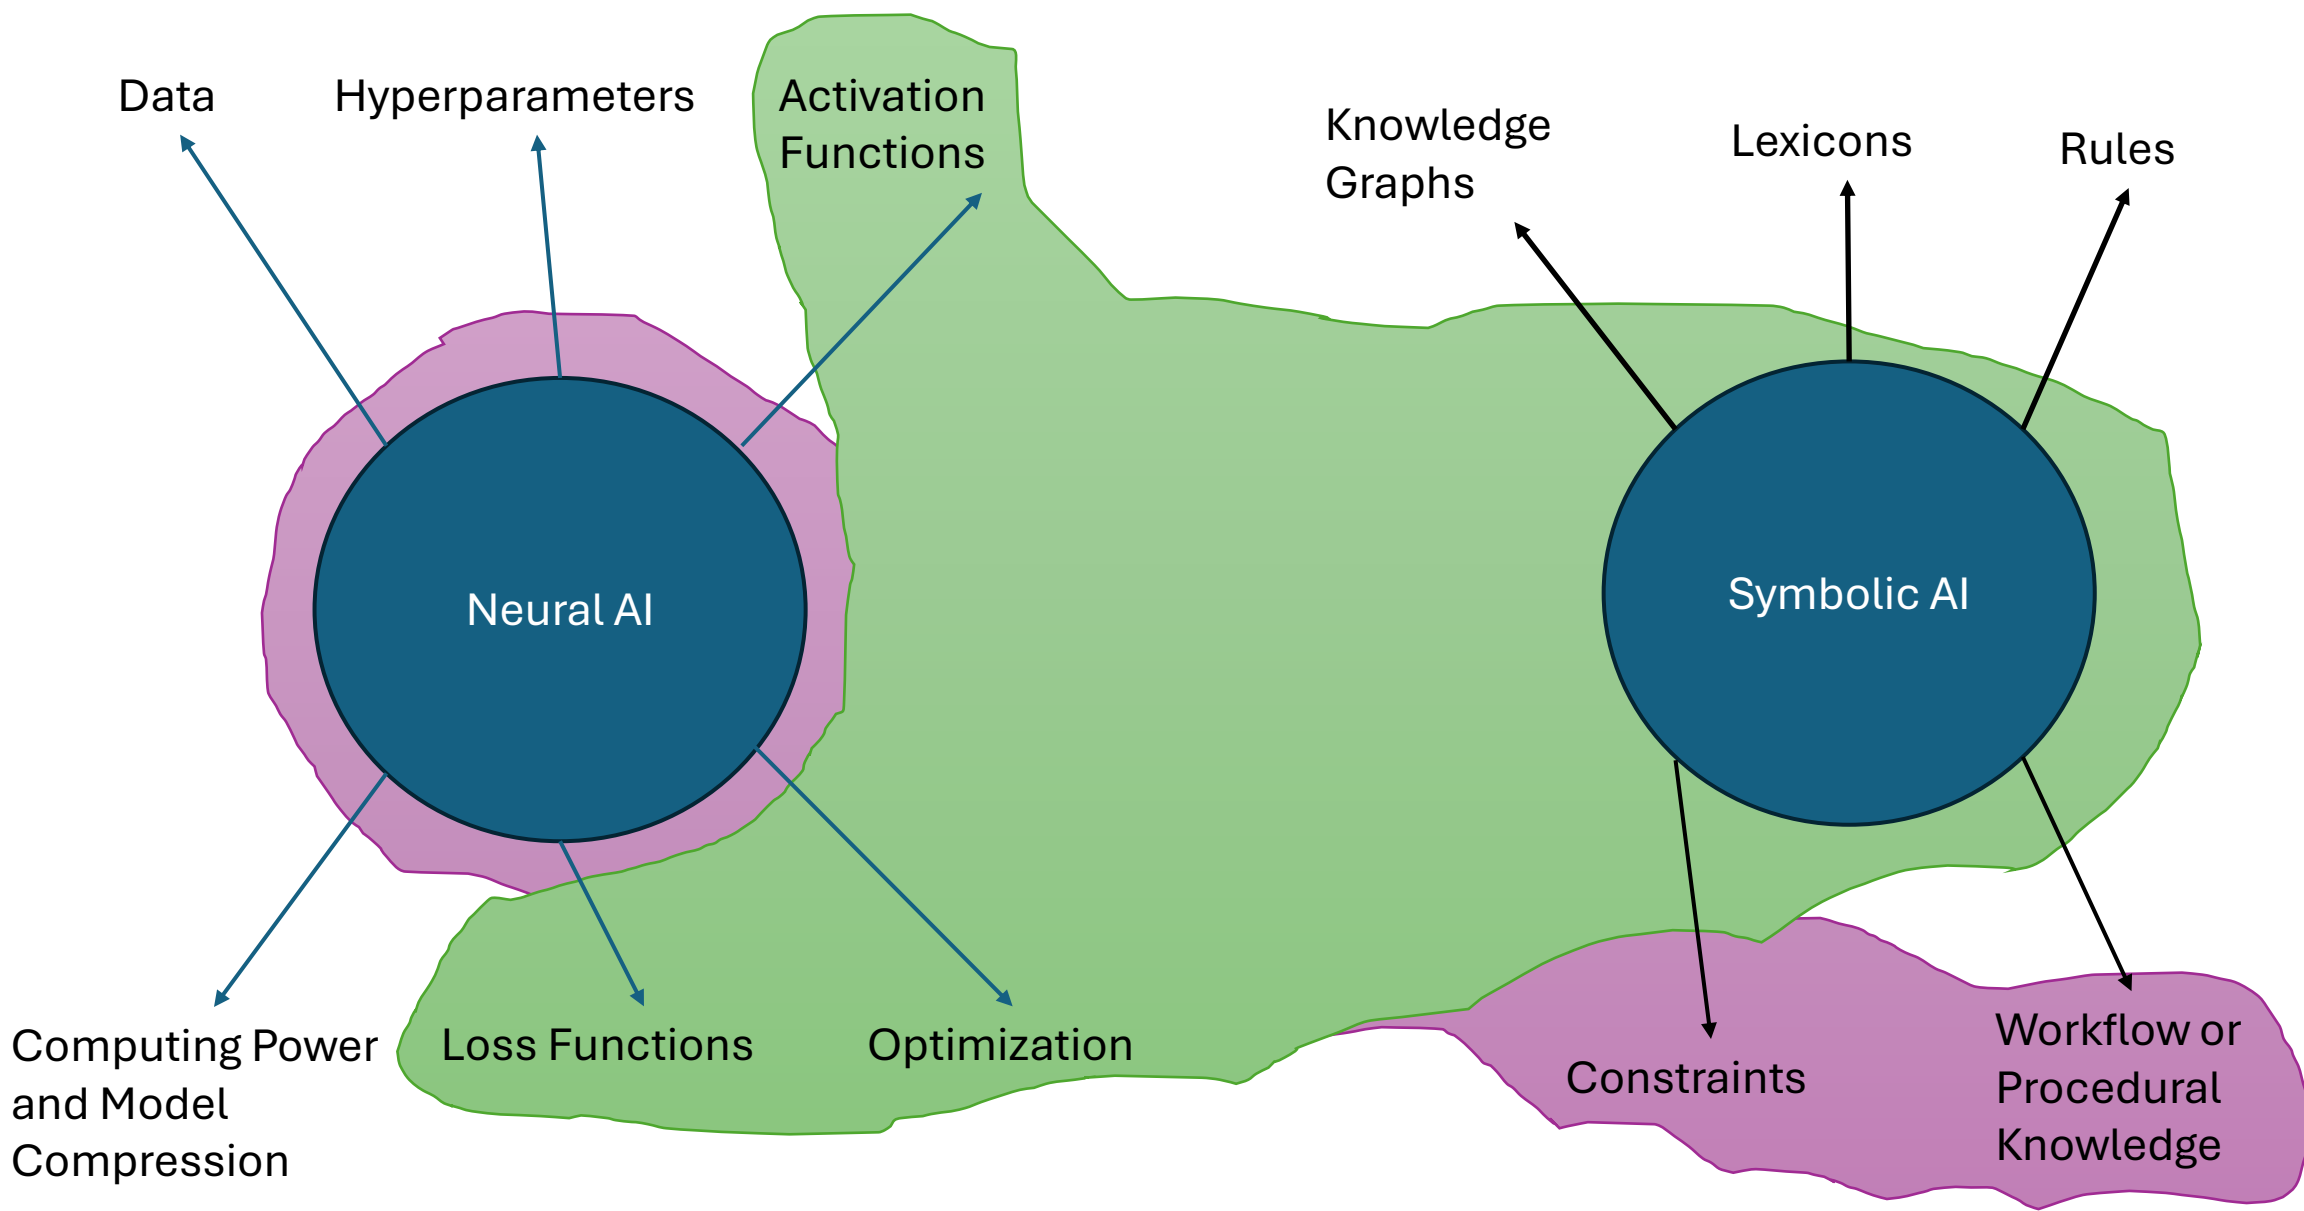 Data
Hyperparameters
Activation
Functions
Knowledge
Graphs
Lexicons
Rules
Neural AI
Symbolic AI
Computing Power
and Model
Compression
Loss Functions
Optimization
Constraints
Workflow or
Procedural
Knowledge